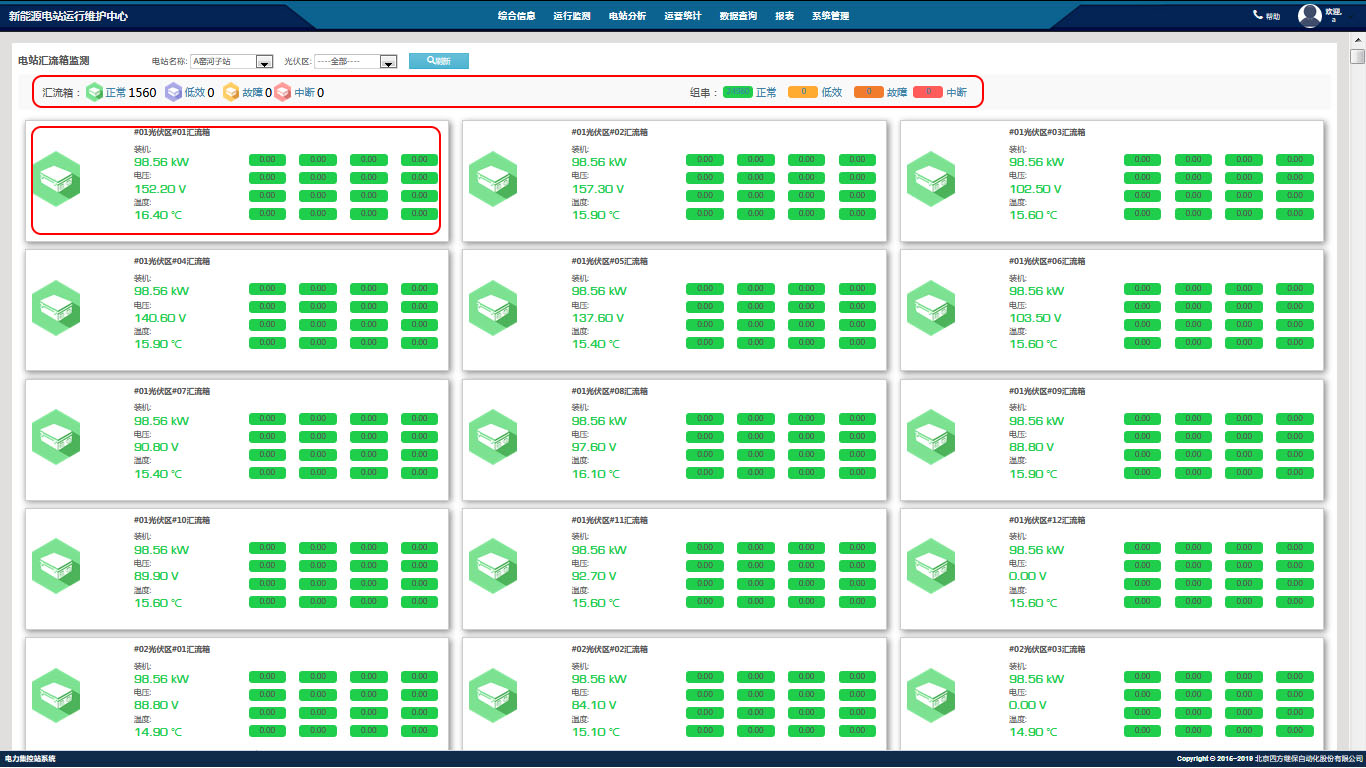 新能源电站运行维护中心 综合信息 运行监测 电站分析 运营统计 数据查询 报表 系统管理 帮助 欢迎, a
电站汇流箱监测 电站名称: A窑河子站 光伏区: ----全部---- 刷新
汇流箱： 正常 1560 低效 0 故障 0 中断 0 组串： 正常 0 低效 0 故障 0 中断
#01光伏区#01汇流箱 #01光伏区#02汇流箱 #01光伏区#03汇流箱
装机: 装机: 装机:
98.56 kW 0.00 0.00 0.00 0.00 98.56 kW 0.00 0.00 0.00 0.00 98.56 kW 0.00 0.00 0.00 0.00
电压: 0.00 0.00 0.00 0.00 电压: 0.00 0.00 0.00 0.00 电压: 0.00 0.00 0.00 0.00
152.20 V 0.00 0.00 0.00 0.00 157.30 V 0.00 0.00 0.00 0.00 102.50 V 0.00 0.00 0.00 0.00
温度: 温度: 温度:
16.40 ℃ 0.00 0.00 0.00 0.00 15.90 ℃ 0.00 0.00 0.00 0.00 15.60 ℃ 0.00 0.00 0.00 0.00
#01光伏区#04汇流箱 #01光伏区#05汇流箱 #01光伏区#06汇流箱
装机: 装机: 装机:
98.56 kW 0.00 0.00 0.00 0.00 98.56 kW 0.00 0.00 0.00 0.00 98.56 kW 0.00 0.00 0.00 0.00
电压: 0.00 0.00 0.00 0.00 电压: 0.00 0.00 0.00 0.00 电压: 0.00 0.00 0.00 0.00
140.60 V 0.00 0.00 0.00 0.00 137.60 V 0.00 0.00 0.00 0.00 103.50 V 0.00 0.00 0.00 0.00
温度: 温度: 温度:
15.90 ℃ 0.00 0.00 0.00 0.00 15.40 ℃ 0.00 0.00 0.00 0.00 15.60 ℃ 0.00 0.00 0.00 0.00
#01光伏区#07汇流箱 #01光伏区#08汇流箱 #01光伏区#09汇流箱
装机: 装机: 装机:
98.56 kW 0.00 0.00 0.00 0.00 98.56 kW 0.00 0.00 0.00 0.00 98.56 kW 0.00 0.00 0.00 0.00
电压: 0.00 0.00 0.00 0.00 电压: 0.00 0.00 0.00 0.00 电压: 0.00 0.00 0.00 0.00
90.80 V 0.00 0.00 0.00 0.00 97.60 V 0.00 0.00 0.00 0.00 88.80 V 0.00 0.00 0.00 0.00
温度: 温度: 温度:
15.40 ℃ 0.00 0.00 0.00 0.00 16.10 ℃ 0.00 0.00 0.00 0.00 15.90 ℃ 0.00 0.00 0.00 0.00
#01光伏区#10汇流箱 #01光伏区#11汇流箱 #01光伏区#12汇流箱
装机: 装机: 装机:
98.56 kW 0.00 0.00 0.00 0.00 98.56 kW 0.00 0.00 0.00 0.00 98.56 kW 0.00 0.00 0.00 0.00
电压: 0.00 0.00 0.00 0.00 电压: 0.00 0.00 0.00 0.00 电压: 0.00 0.00 0.00 0.00
89.90 V 0.00 0.00 0.00 0.00 92.70 V 0.00 0.00 0.00 0.00 0.00 V 0.00 0.00 0.00 0.00
温度: 温度: 温度:
15.60 ℃ 0.00 0.00 0.00 0.00 15.60 ℃ 0.00 0.00 0.00 0.00 15.60 ℃ 0.00 0.00 0.00 0.00
#02光伏区#01汇流箱 #02光伏区#02汇流箱 #02光伏区#03汇流箱
装机: 装机: 装机:
98.56 kW 0.00 0.00 0.00 0.00 98.56 kW 0.00 0.00 0.00 0.00 98.56 kW 0.00 0.00 0.00 0.00
电压: 0.00 0.00 0.00 0.00 电压: 0.00 0.00 0.00 0.00 电压: 0.00 0.00 0.00 0.00
88.80 V 0.00 0.00 0.00 0.00 84.10 V 0.00 0.00 0.00 0.00 0.00 V 0.00 0.00 0.00 0.00
温度: 温度: 温度:
14.90 ℃ 0.00 0.00 0.00 0.00 15.10 ℃ 0.00 0.00 0.00 0.00 14.90 ℃ 0.00 0.00 0.00 0.00
电力集控站系统 Copyright © 2016-2019 北京四方继保自动化股份有限公司